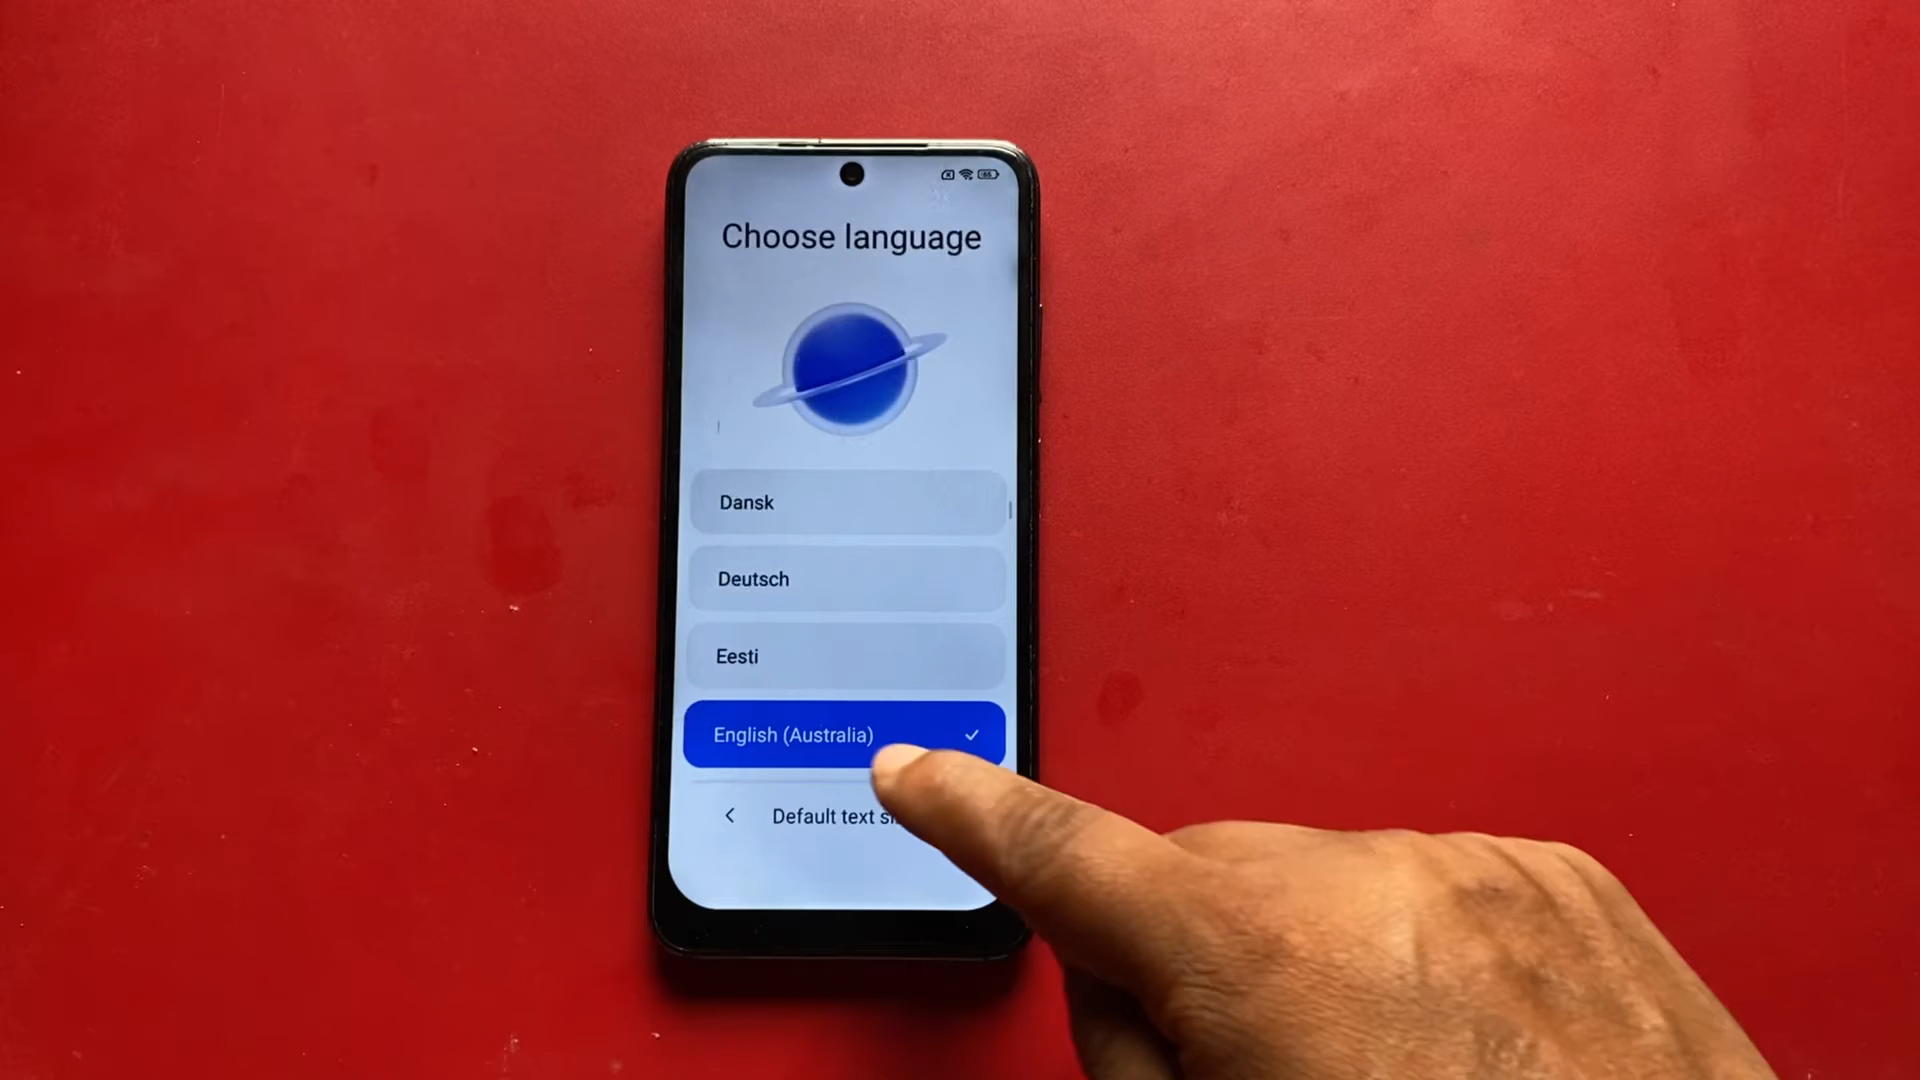 Choose language
Dansk
Deutsch
Eesti
English (Australia)
Default text